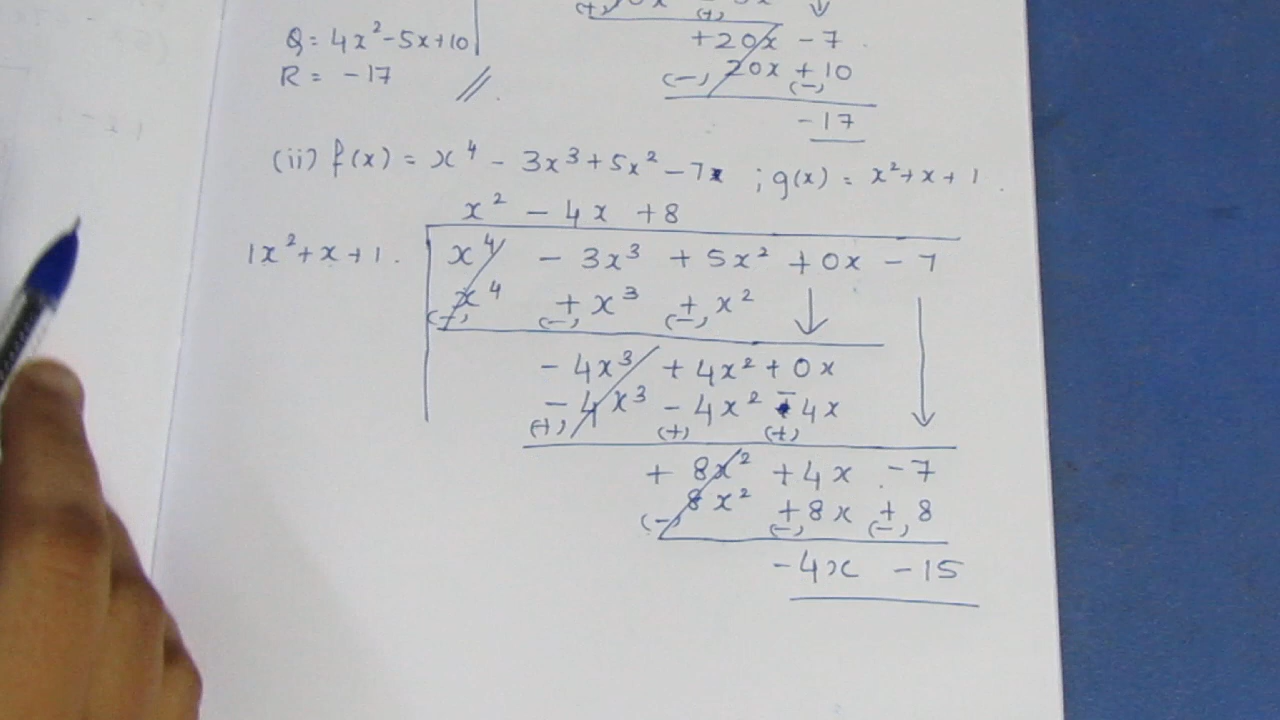 Q = 4x²-5x+10
R = -17
+20x - 7
(-) 20x + 10
(-)
-17
(ii) f(x) = x⁴ - 3x³ + 5x² - 7 ; g(x) = x²+x+1
x² - 4x + 8
1x²+x+1. x⁴ - 3x³ + 5x² + 0x - 7
x⁴ + x³ + x²
(-) (-) (-)
- 4x³ + 4x² + 0x
- 4x³ - 4x² - 4x
(+) (+) (+)
+ 8x² + 4x - 7
8x² + 8x + 8
(-) (-) (-)
-4x - 15